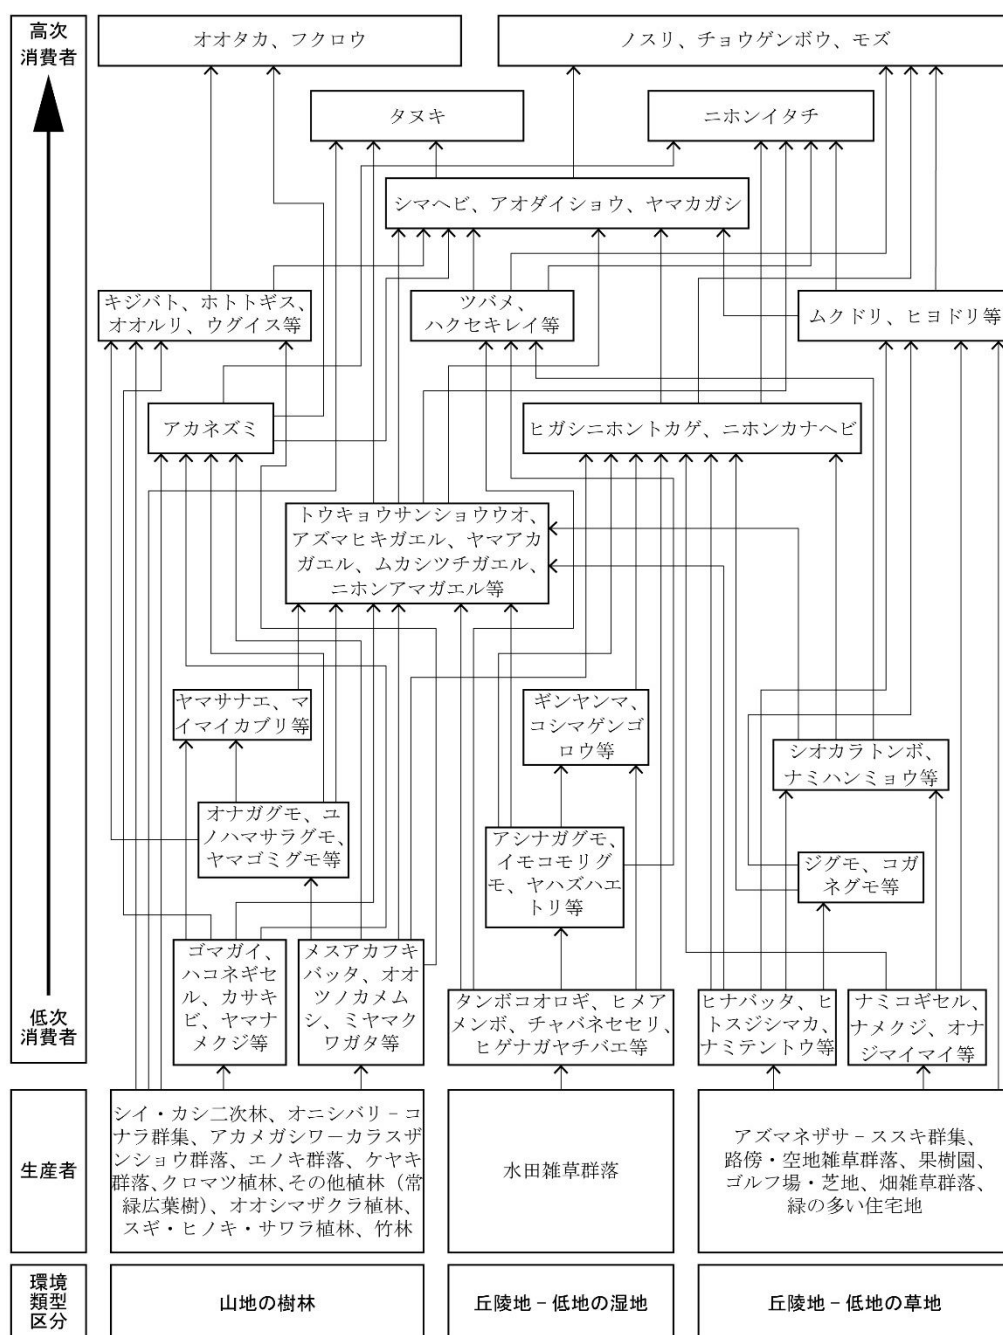 高次
消費者
オオタカ、フクロウ
ノスリ、チョウゲンボウ、モズ
タヌキ
ニホンイタチ
シマヘビ、アオダイショウ、ヤマカガシ
キジバト、ホトトギス、
オオルリ、ウグイス等
ツバメ、
ハクセキレイ等
ムクドリ、ヒヨドリ等
アカネズミ
ヒガシニホントカゲ、ニホンカナヘビ
トウキョウサンショウウオ、
アズマヒキガエル、ヤマアカ
ガエル、ムカシツチガエル、
ニホンアマガエル等
ヤマサナエ、マ
イマイカブリ等
ギンヤンマ、
コシマゲンゴ
ロウ等
シオカラトンボ、
ナミハンミョウ等
オナガグモ、ユ
ノハマサラグモ、
ヤマゴミグモ等
アシナガグモ、
イモコモリグ
モ、ヤハズハエ
トリ等
ジグモ、コガ
ネグモ等
ゴマガイ、
ハコネギセ
ル、カサキ
ビ、ヤマナ
メクジ等
メスアカフキ
バッタ、オオ
ツノカメム
シ、ミヤマク
ワガタ等
タンボコオロギ、ヒメア
メンボ、チャバネセセリ、
ヒゲナガヤチバエ等
ヒナバッタ、ヒ
トスジシマカ、
ナミテントウ等
ナミコギセル、
ナメクジ、オナ
ジマイマイ等
低次
消費者
生産者
シイ・カシ二次林、オニシバリ－コ
ナラ群集、アカメガシワーカラスザ
ンショウ群落、エノキ群落、ケヤキ
群落、クロマツ植林、その他植林（常
緑広葉樹）、オオシマザクラ植林、
スギ・ヒノキ・サワラ植林、竹林
水田雑草群落
アズマネザサ－ススキ群集、
路傍・空地雑草群落、果樹園、
ゴルフ場・芝地、畑雑草群落、
緑の多い住宅地
環境
類型
区分
山地の樹林
丘陵地－低地の湿地
丘陵地－低地の草地